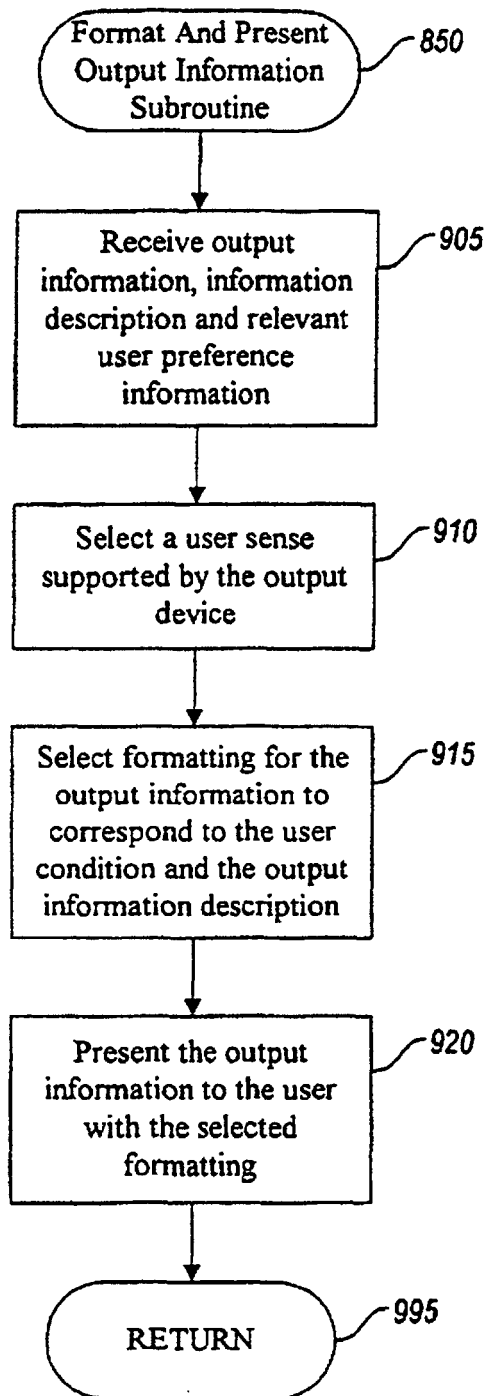 Format And Present
Output Information
Subroutine
850
Receive output
information, information
description and relevant
user preference
information
905
Select a user sense
supported by the output
device
910
Select formatting for the
output information to
correspond to the user
condition and the output
information description
915
Present the output
information to the user
with the selected
formatting
920
RETURN
995